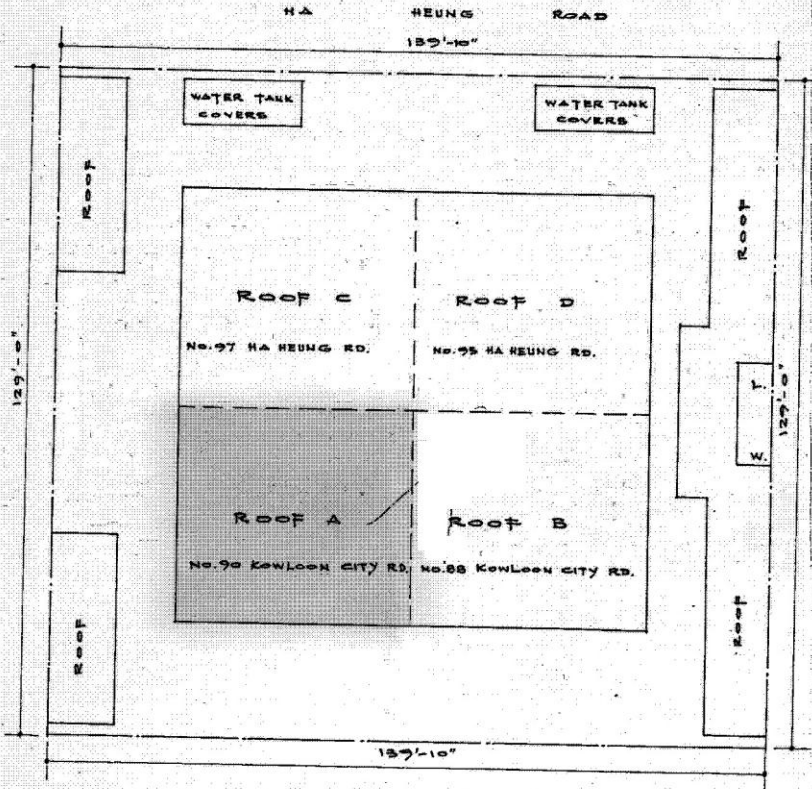 HA HEUNG ROAD
139'-10"
WATER TANK
COVERS
WATER TANK
COVERS
ROOF
ROOF
ROOF C
ROOF D
No.97 HA HEUNG RD.
No.95 HA HEUNG RD.
129'-0"
T.
W.
129'-0"
ROOF A
ROOF B
No.90 KOWLOON CITY RD.
No.88 KOWLOON CITY RD.
ROOF
ROOF
139'-10"